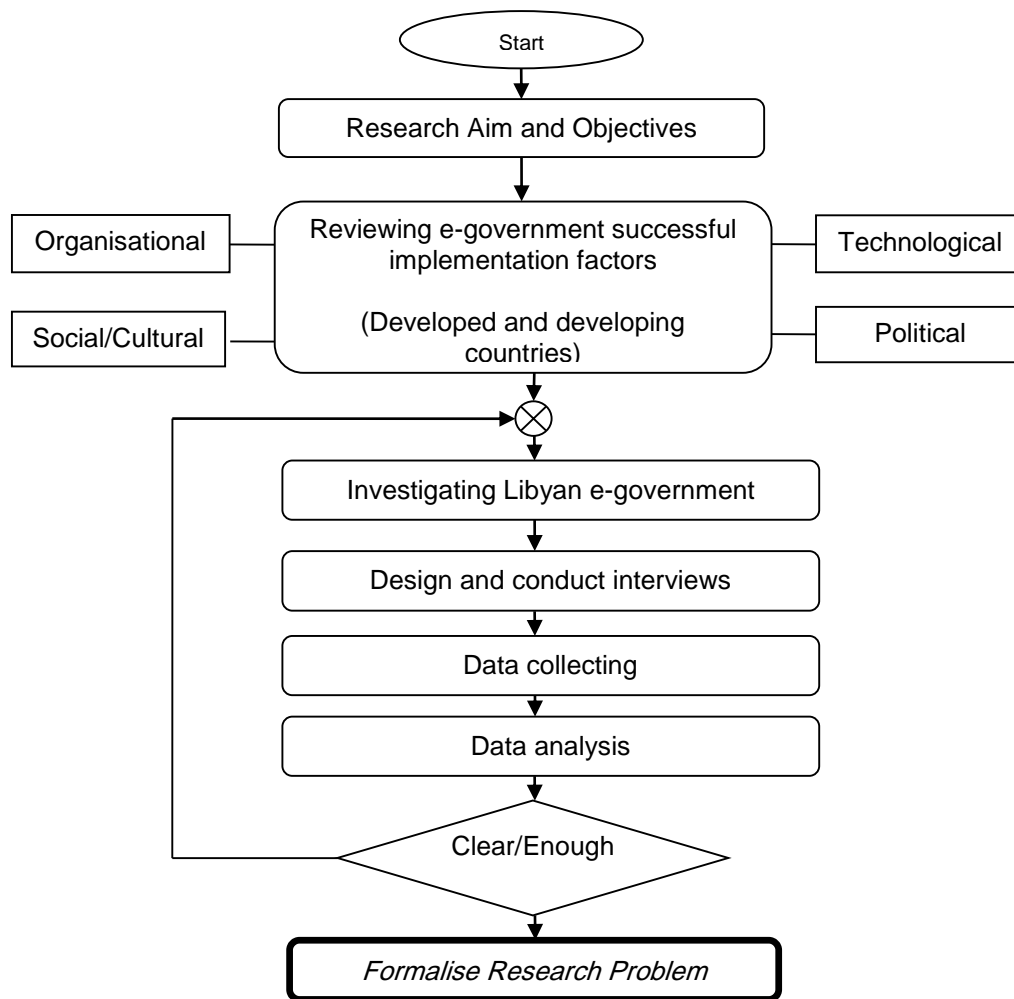 Start
Research Aim and Objectives
Organisational
Reviewing e-government successful
implementation factors
Technological
Social/Cultural
(Developed and developing
countries)
Political
Investigating Libyan e-government
Design and conduct interviews
Data collecting
Data analysis
Clear/Enough
Formalise Research Problem